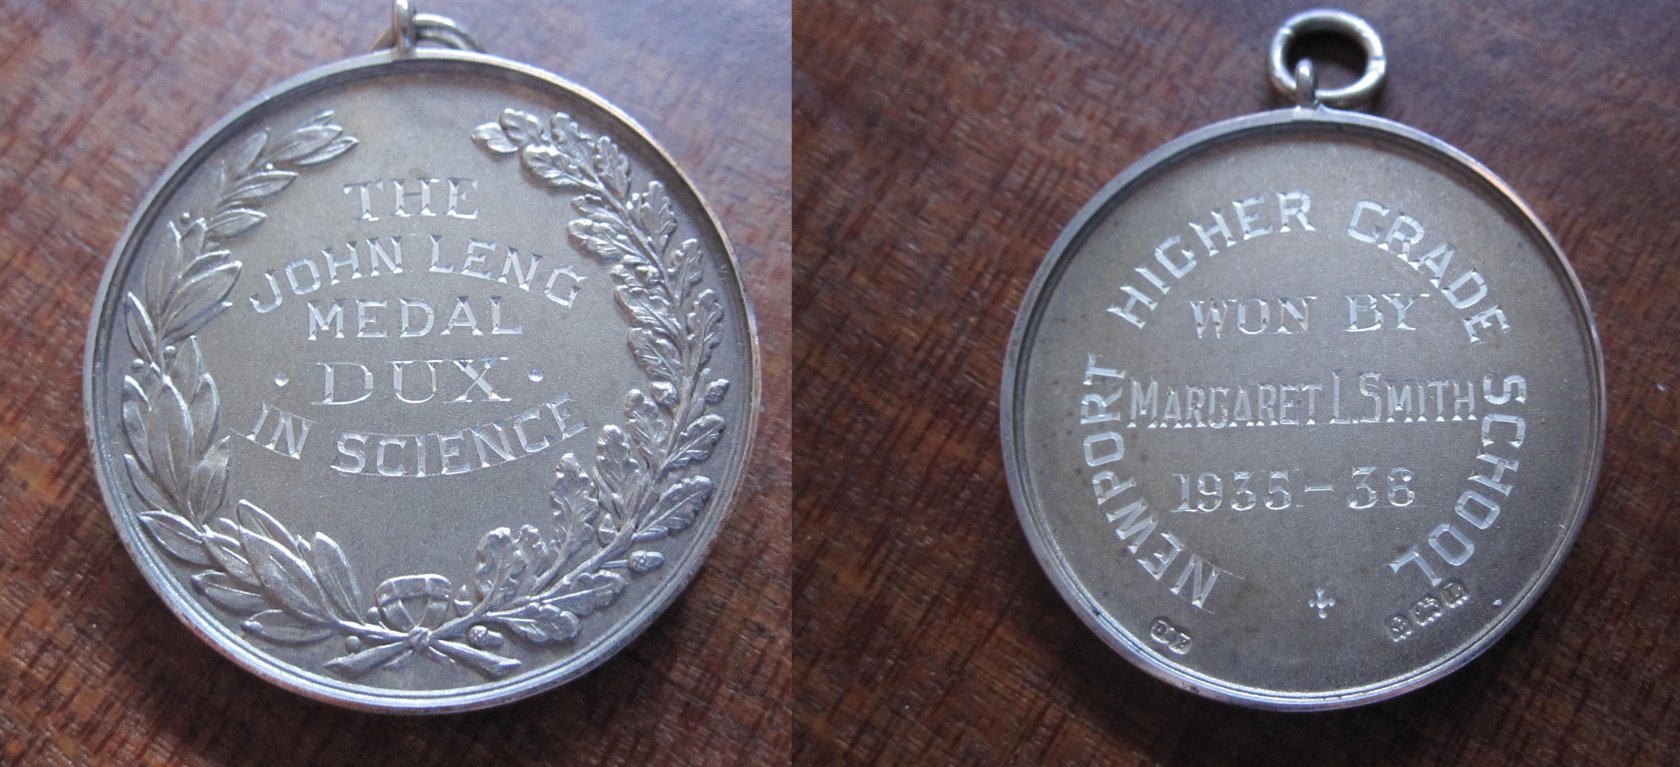 THE
JOHN LENG
MEDAL
· DUX ·
IN SCIENCE
NEWPORT HIGHER GRADE SCHOOL
WON BY
MARGARET L. SMITH
1935 – 36